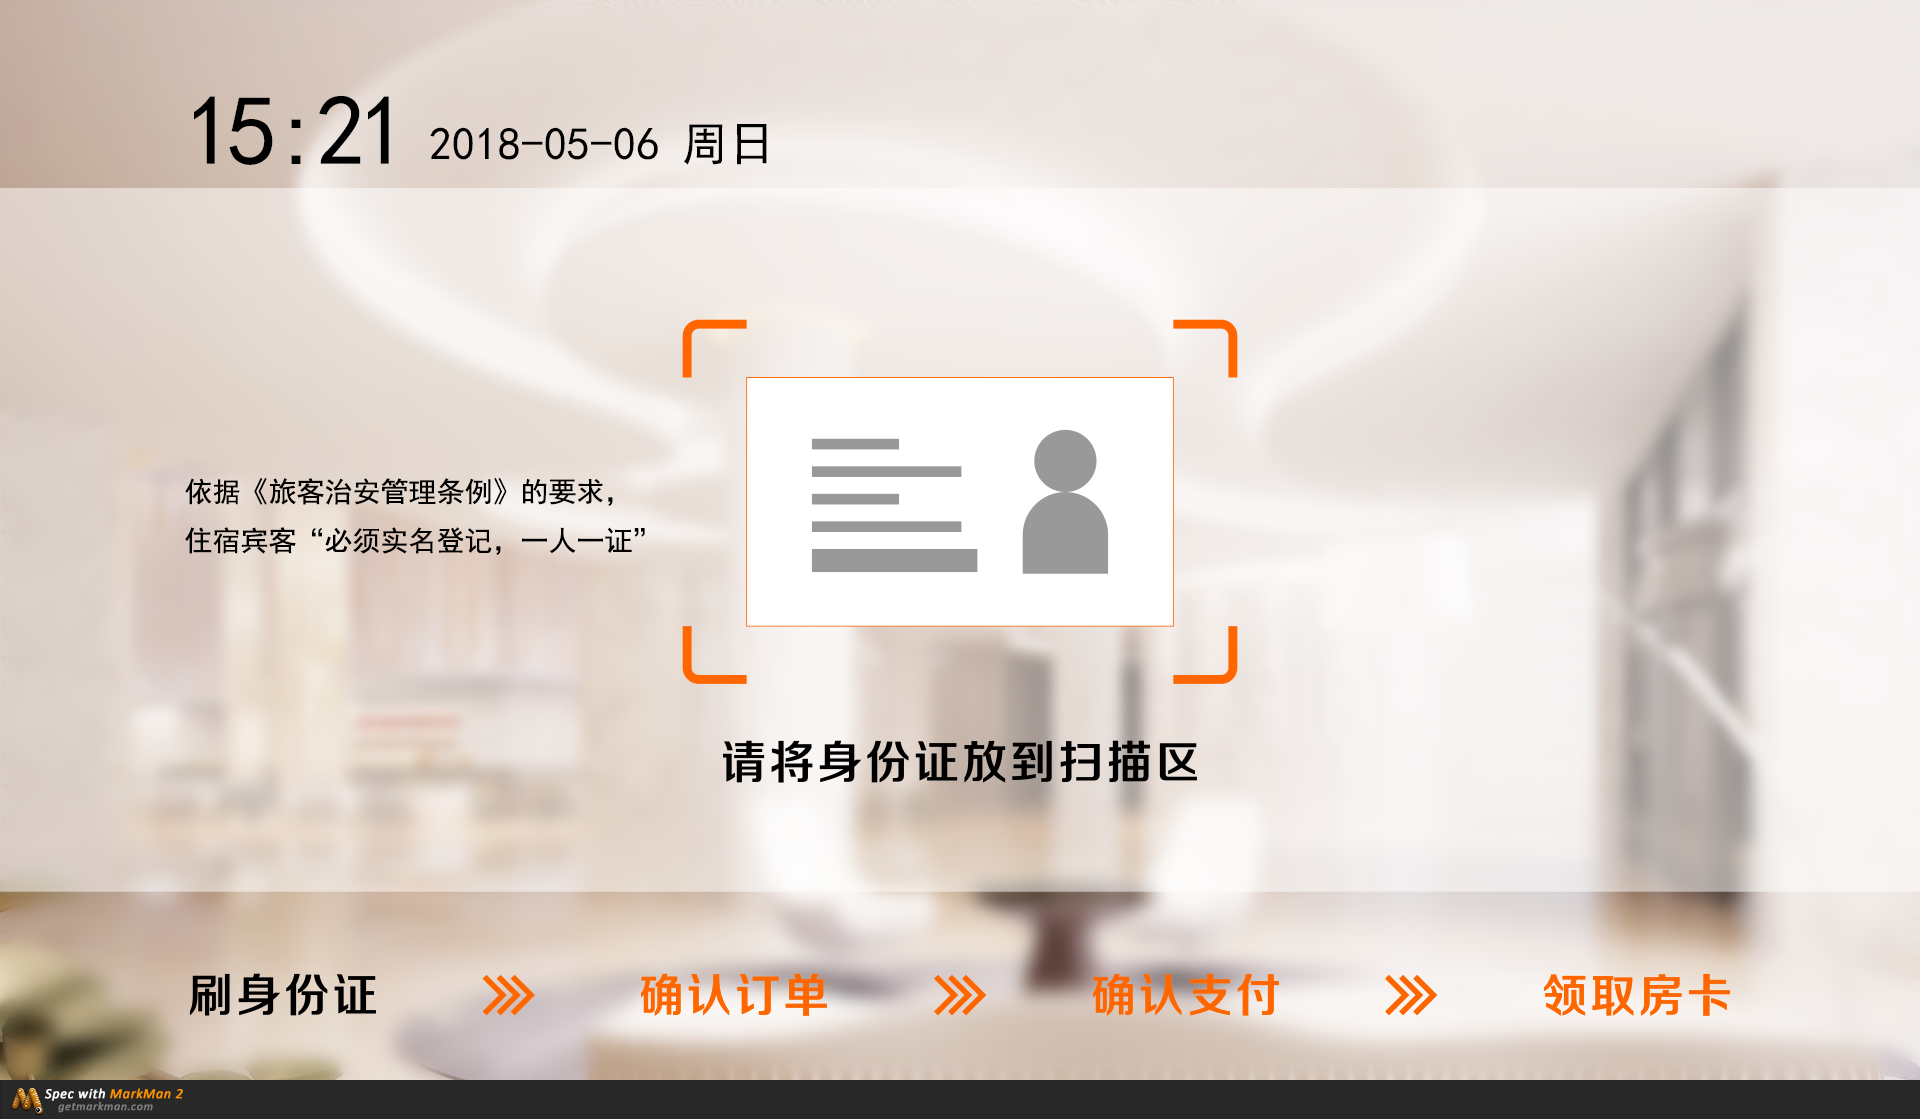 15:21 2018-05-06 周日
依据《旅客治安管理条例》的要求，
住宿宾客“必须实名登记，一人一证”
请将身份证放到扫描区
刷身份证 确认订单 确认支付 领取房卡
Spec with MarkMan 2
getmarkman.com